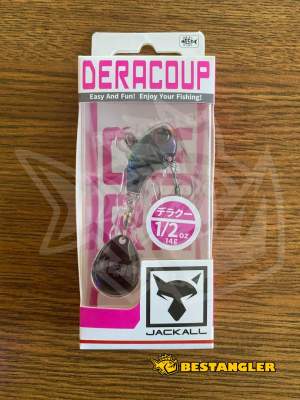 DERACOUP
Easy And Fun! Enjoy Your Fishing!
デラクー
1/2oz
14g
JACKALL
BESTANGLER